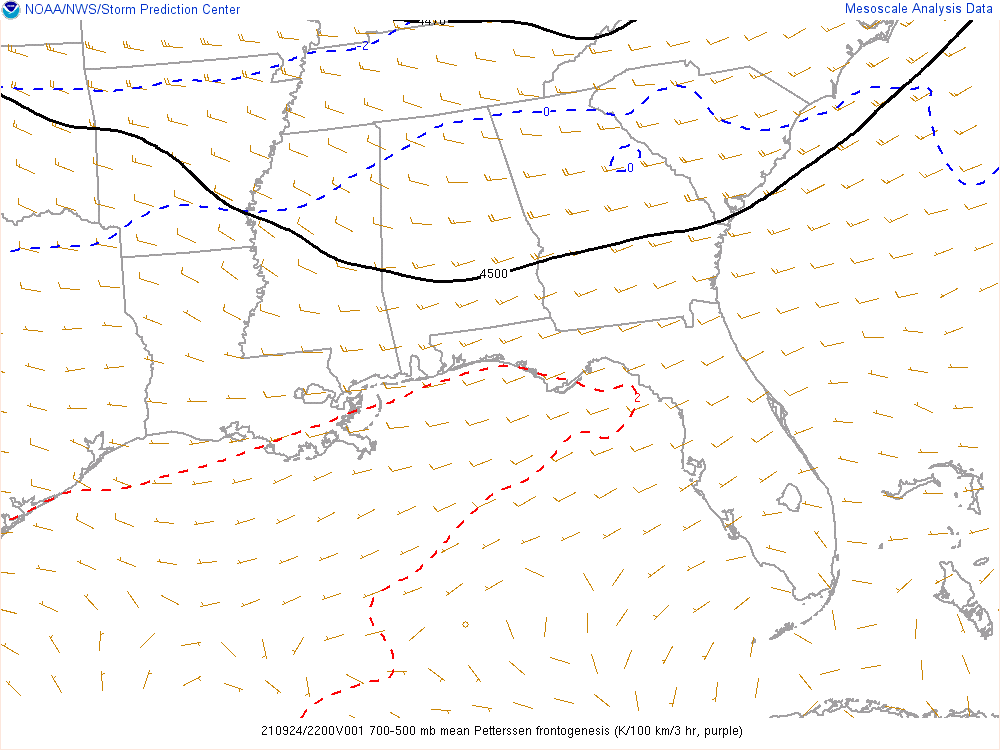 NOAA/NWS/Storm Prediction Center
Mesoscale Analysis Data
4470
-2
0
0
4500
2
210924/2200V001 700-500 mb mean Petterssen frontogenesis (K/100 km/3 hr, purple)